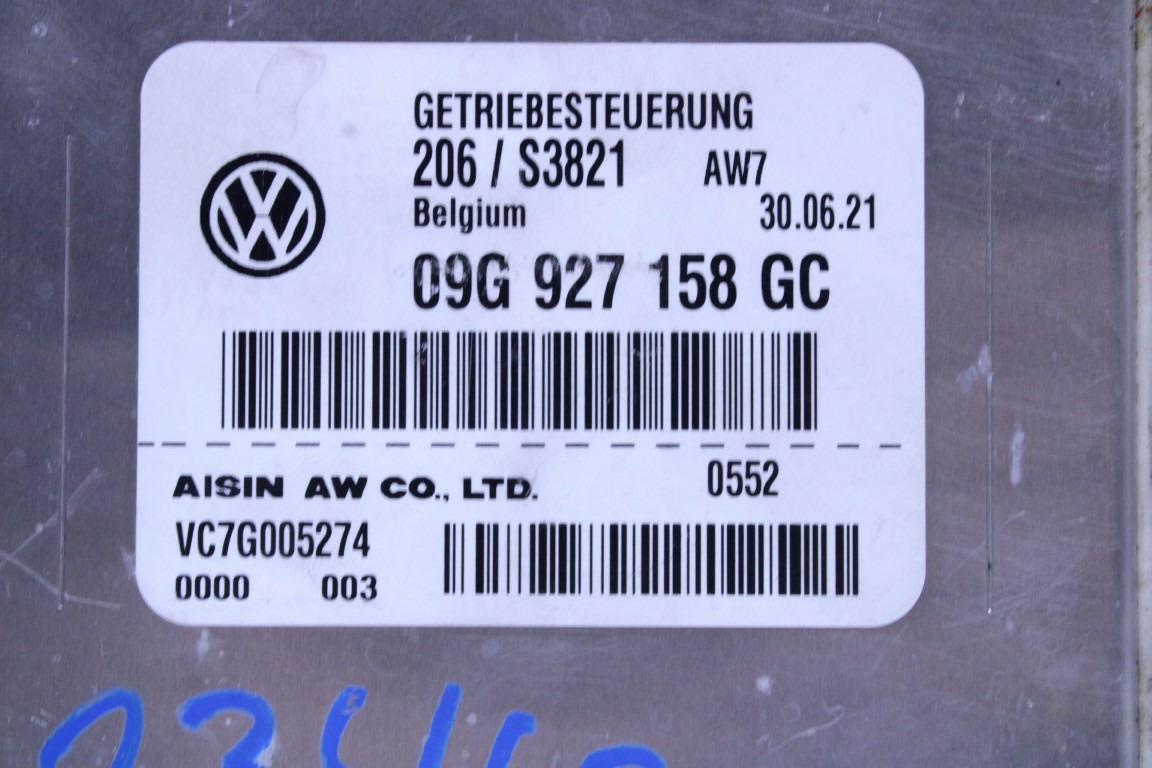 GETRIEBESTEUERUNG
206 / S3821 AW7
Belgium 30.06.21
09G 927 158 GC
AISIN AW CO., LTD. 0552
VC7G005274
0000 003